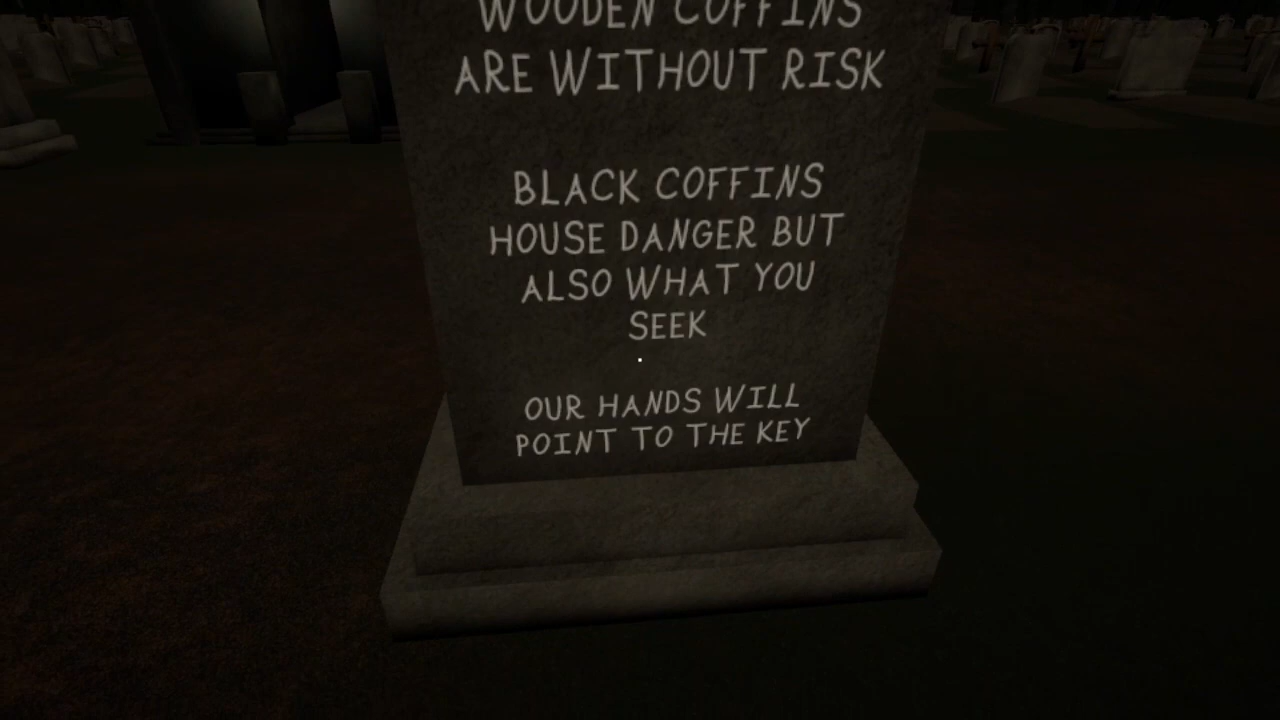 WOODEN COFFINS
ARE WITHOUT RISK
BLACK COFFINS
HOUSE DANGER BUT
ALSO WHAT YOU
SEEK
OUR HANDS WILL
POINT TO THE KEY